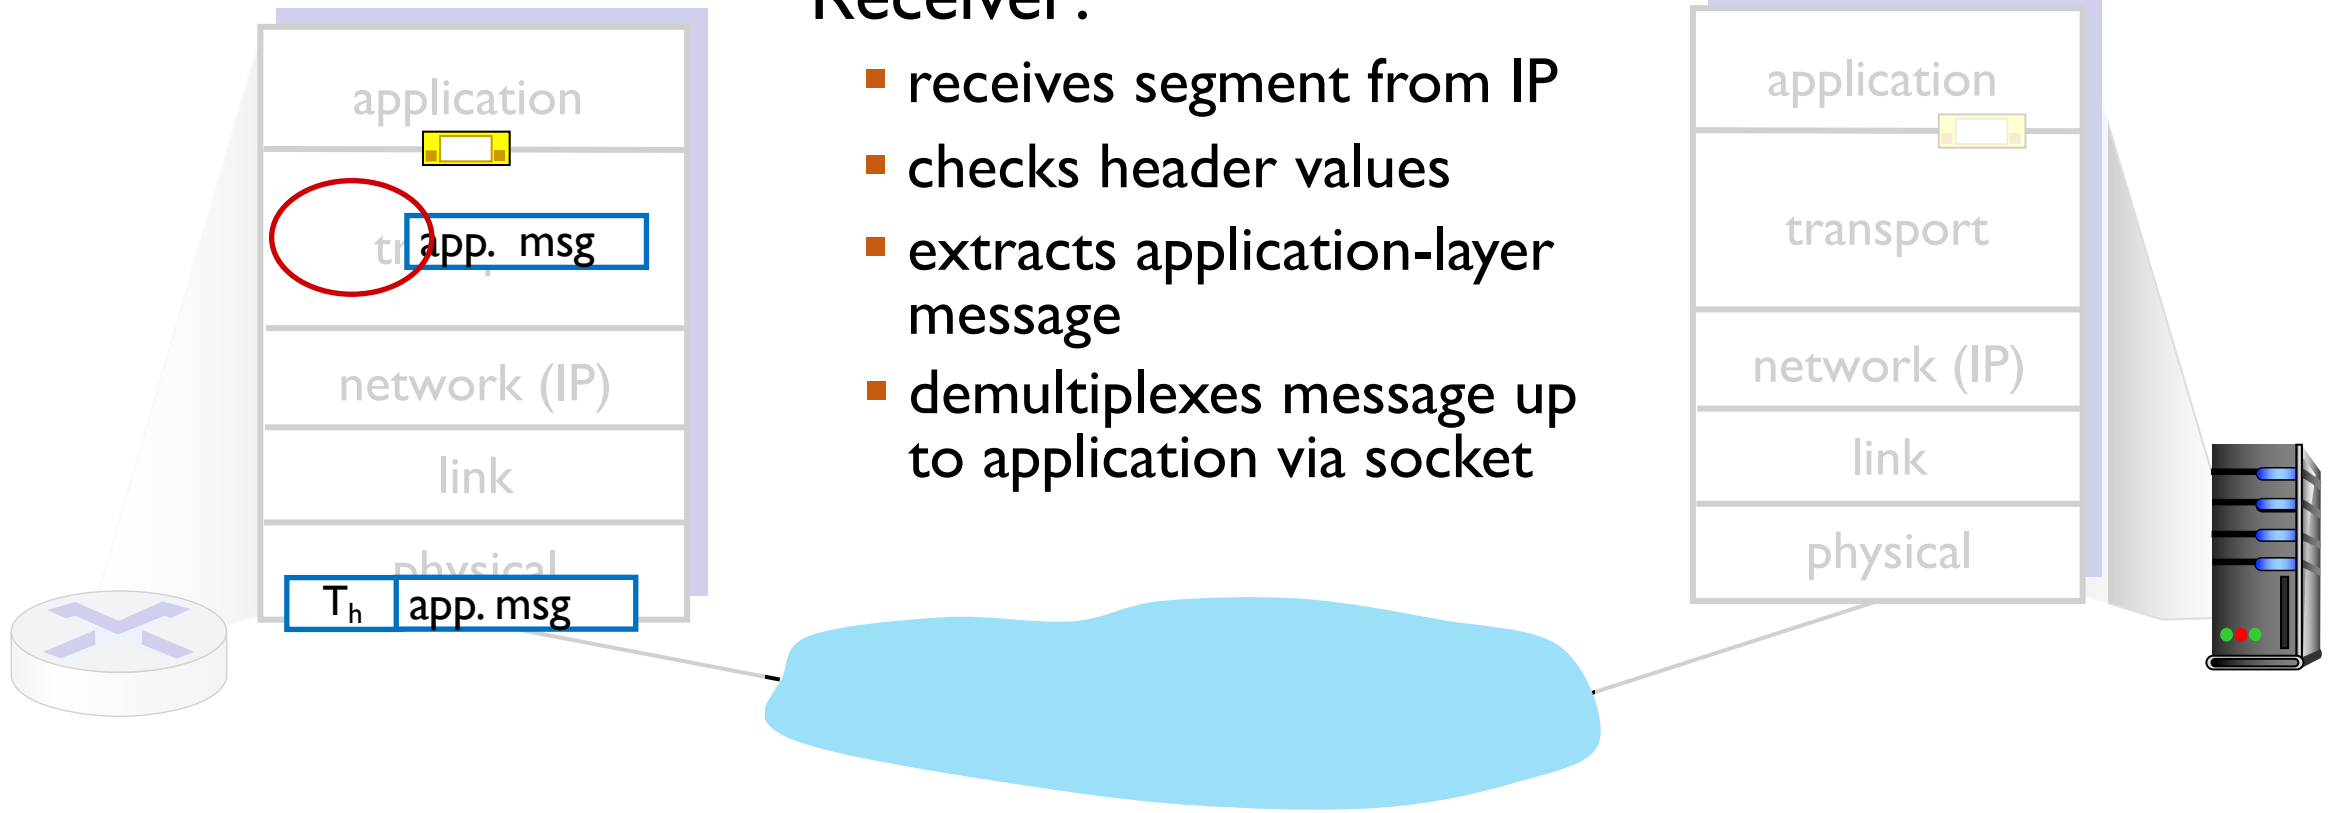 Receiver:
receives segment from IP
checks header values
extracts application-layer
message
demultiplexes message up
to application via socket
application
app. msg
network (IP)
link
physical
Th app. msg
application
transport
network (IP)
link
physical